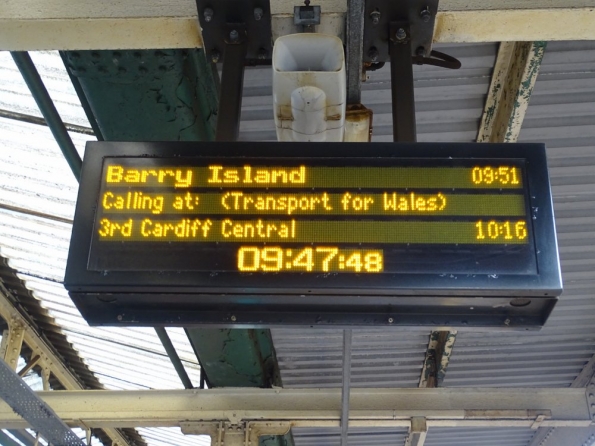 Barry Island 09:51
Calling at: (Transport for Wales)
3rd Cardiff Central 10:16
09:47:48